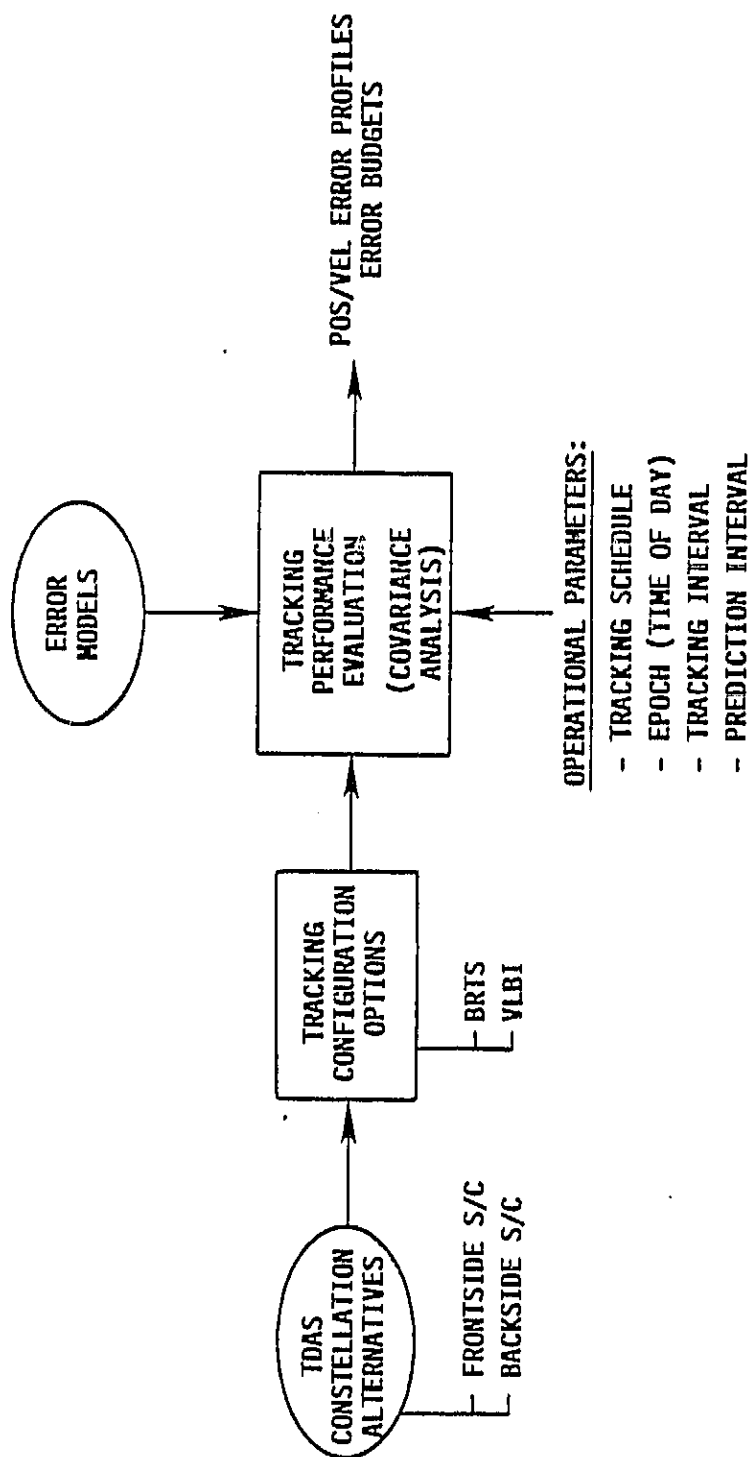 TDAS
CONSTELLATION
ALTERNATIVES
FRONTSIDE S/C
BACKSIDE S/C
TRACKING
CONFIGURATION
OPTIONS
BRTS
VLBI
ERROR
MODELS
TRACKING
PERFORMANCE
EVALUATION
(COVARIANCE
ANALYSIS)
POS/VEL ERROR PROFILES
ERROR BUDGETS
OPERATIONAL PARAMETERS:
- TRACKING SCHEDULE
- EPOCH (TIME OF DAY)
- TRACKING INTERVAL
- PREDICTION INTERVAL